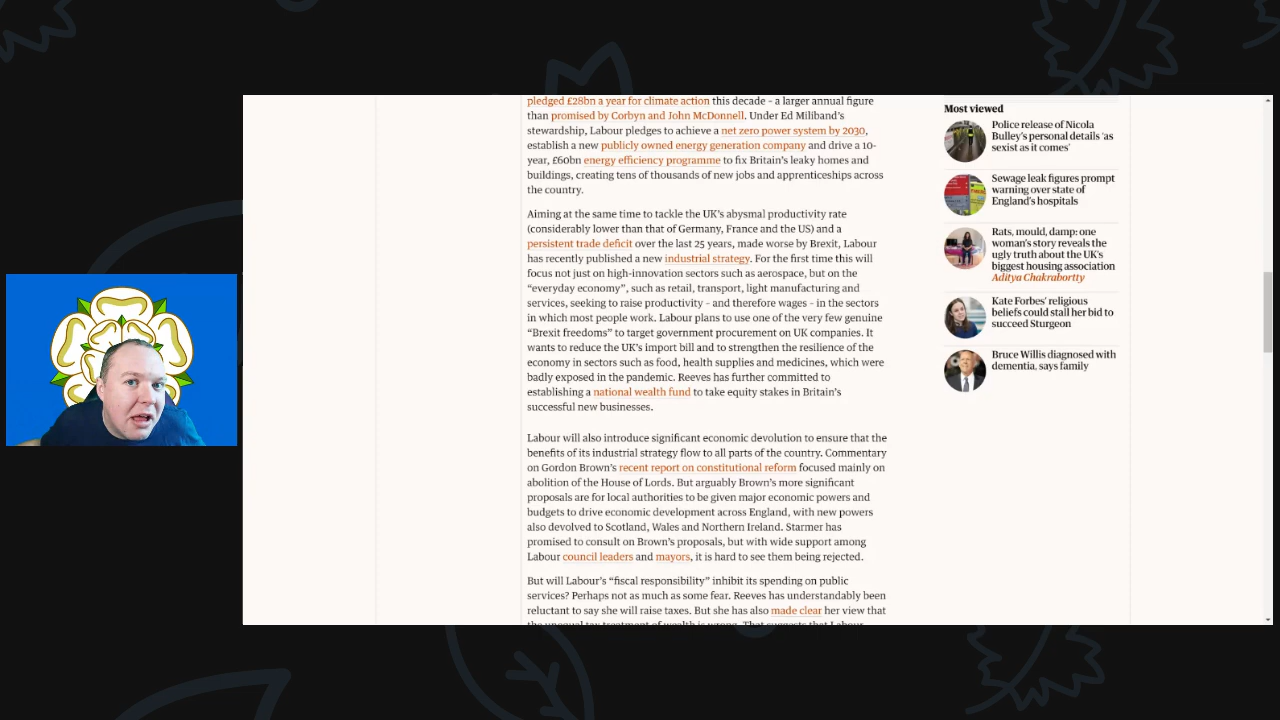 pledged £28bn a year for climate action this decade – a larger annual figure
than promised by Corbyn and John McDonnell. Under Ed Miliband's
stewardship, Labour pledges to achieve a net zero power system by 2030,
establish a new publicly owned energy generation company and drive a 10-
year, £60bn energy efficiency programme to fix Britain's leaky homes and
buildings, creating tens of thousands of new jobs and apprenticeships across
the country.
Aiming at the same time to tackle the UK's abysmal productivity rate
(considerably lower than that of Germany, France and the US) and a
persistent trade deficit over the last 25 years, made worse by Brexit, Labour
has recently published a new industrial strategy. For the first time this will
focus not just on high-innovation sectors such as aerospace, but on the
“everyday economy”, such as retail, transport, light manufacturing and
services, seeking to raise productivity – and therefore wages – in the sectors
in which most people work. Labour plans to use one of the very few genuine
“Brexit freedoms” to target government procurement on UK companies. It
wants to reduce the UK's import bill and to strengthen the resilience of the
economy in sectors such as food, health supplies and medicines, which were
badly exposed in the pandemic. Reeves has further committed to
establishing a national wealth fund to take equity stakes in Britain's
successful new businesses.
Labour will also introduce significant economic devolution to ensure that the
benefits of its industrial strategy flow to all parts of the country. Commentary
on Gordon Brown's recent report on constitutional reform focused mainly on
abolition of the House of Lords. But arguably Brown's more significant
proposals are for local authorities to be given major economic powers and
budgets to drive economic development across England, with new powers
also devolved to Scotland, Wales and Northern Ireland. Starmer has
promised to consult on Brown's proposals, but with wide support among
Labour council leaders and mayors, it is hard to see them being rejected.
But will Labour's “fiscal responsibility” inhibit its spending on public
services? Perhaps not as much as some fear. Reeves has understandably been
reluctant to say she will raise taxes. But she has also made clear her view that
the unequal tax treatment of wealth is wrong. That suggests that Labour
Most viewed
Police release of Nicola
Bulley's personal details ‘as
sexist as it comes’
Sewage leak figures prompt
warning over state of
England's hospitals
Rats, mould, damp: one
woman's story reveals the
ugly truth about the UK's
biggest housing association
Aditya Chakrabortty
Kate Forbes' religious
beliefs could stall her bid to
succeed Sturgeon
Bruce Willis diagnosed with
dementia, says family